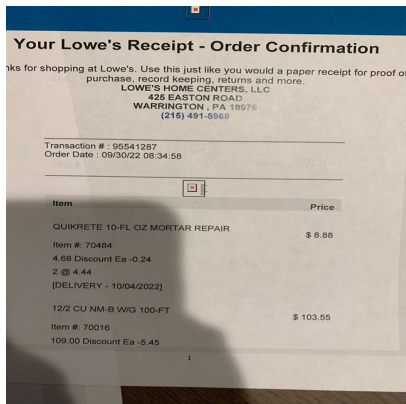 Your Lowe's Receipt - Order Confirmation
nks for shopping at Lowe's. Use this just like you would a paper receipt for proof o
purchase, record keeping, returns and more.
LOWE'S HOME CENTERS, LLC
425 EASTON ROAD
WARRINGTON , PA 18976
(215) 491-5968
Transaction # : 95541287
Order Date : 09/30/22 08:34:58
Item Price
QUIKRETE 10-FL OZ MORTAR REPAIR $ 8.88
Item #: 70484
4.68 Discount Ea -0.24
2 @ 4.44
[DELIVERY - 10/04/2022]
12/2 CU NM-B W/G 100-FT $ 103.55
Item #: 70016
109.00 Discount Ea -5.45
1